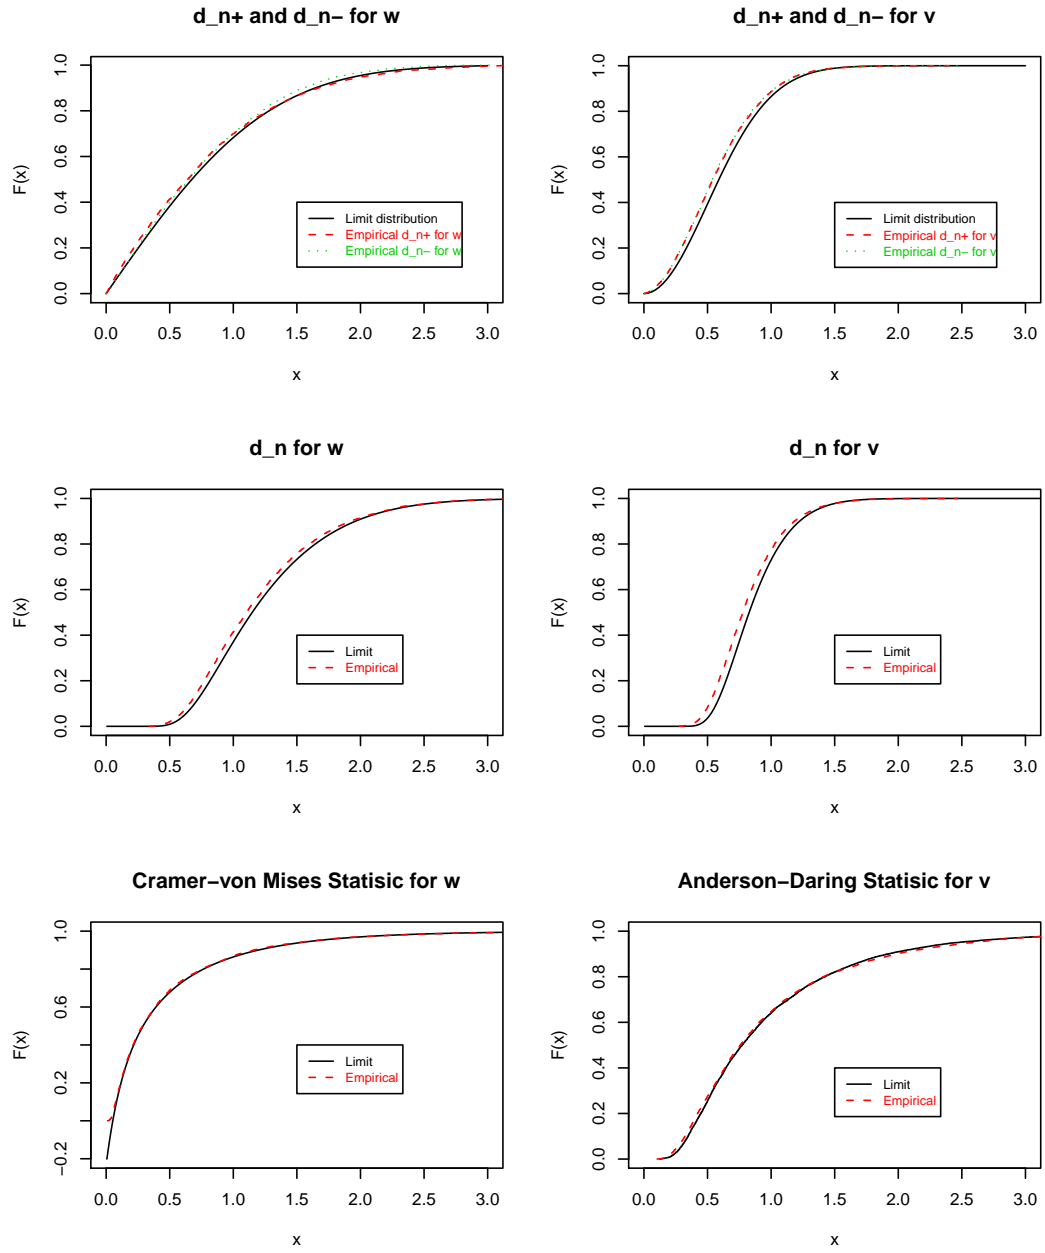 d_n+ and d_n− for w
F(x)
0.0 0.2 0.4 0.6 0.8 1.0
Limit distribution
Empirical d_n+ for w
Empirical d_n− for w
0.0 0.5 1.0 1.5 2.0 2.5 3.0
x
d_n+ and d_n− for v
F(x)
0.0 0.2 0.4 0.6 0.8 1.0
Limit distribution
Empirical d_n+ for v
Empirical d_n− for v
0.0 0.5 1.0 1.5 2.0 2.5 3.0
x
d_n for w
F(x)
0.0 0.2 0.4 0.6 0.8 1.0
Limit
Empirical
0.0 0.5 1.0 1.5 2.0 2.5 3.0
x
d_n for v
F(x)
0.0 0.2 0.4 0.6 0.8 1.0
Limit
Empirical
0.0 0.5 1.0 1.5 2.0 2.5 3.0
x
Cramer−von Mises Statisic for w
F(x)
−0.2 0.2 0.6 1.0
Limit
Empirical
0.0 0.5 1.0 1.5 2.0 2.5 3.0
x
Anderson−Daring Statisic for v
F(x)
0.0 0.2 0.4 0.6 0.8 1.0
Limit
Empirical
0.0 0.5 1.0 1.5 2.0 2.5 3.0
x